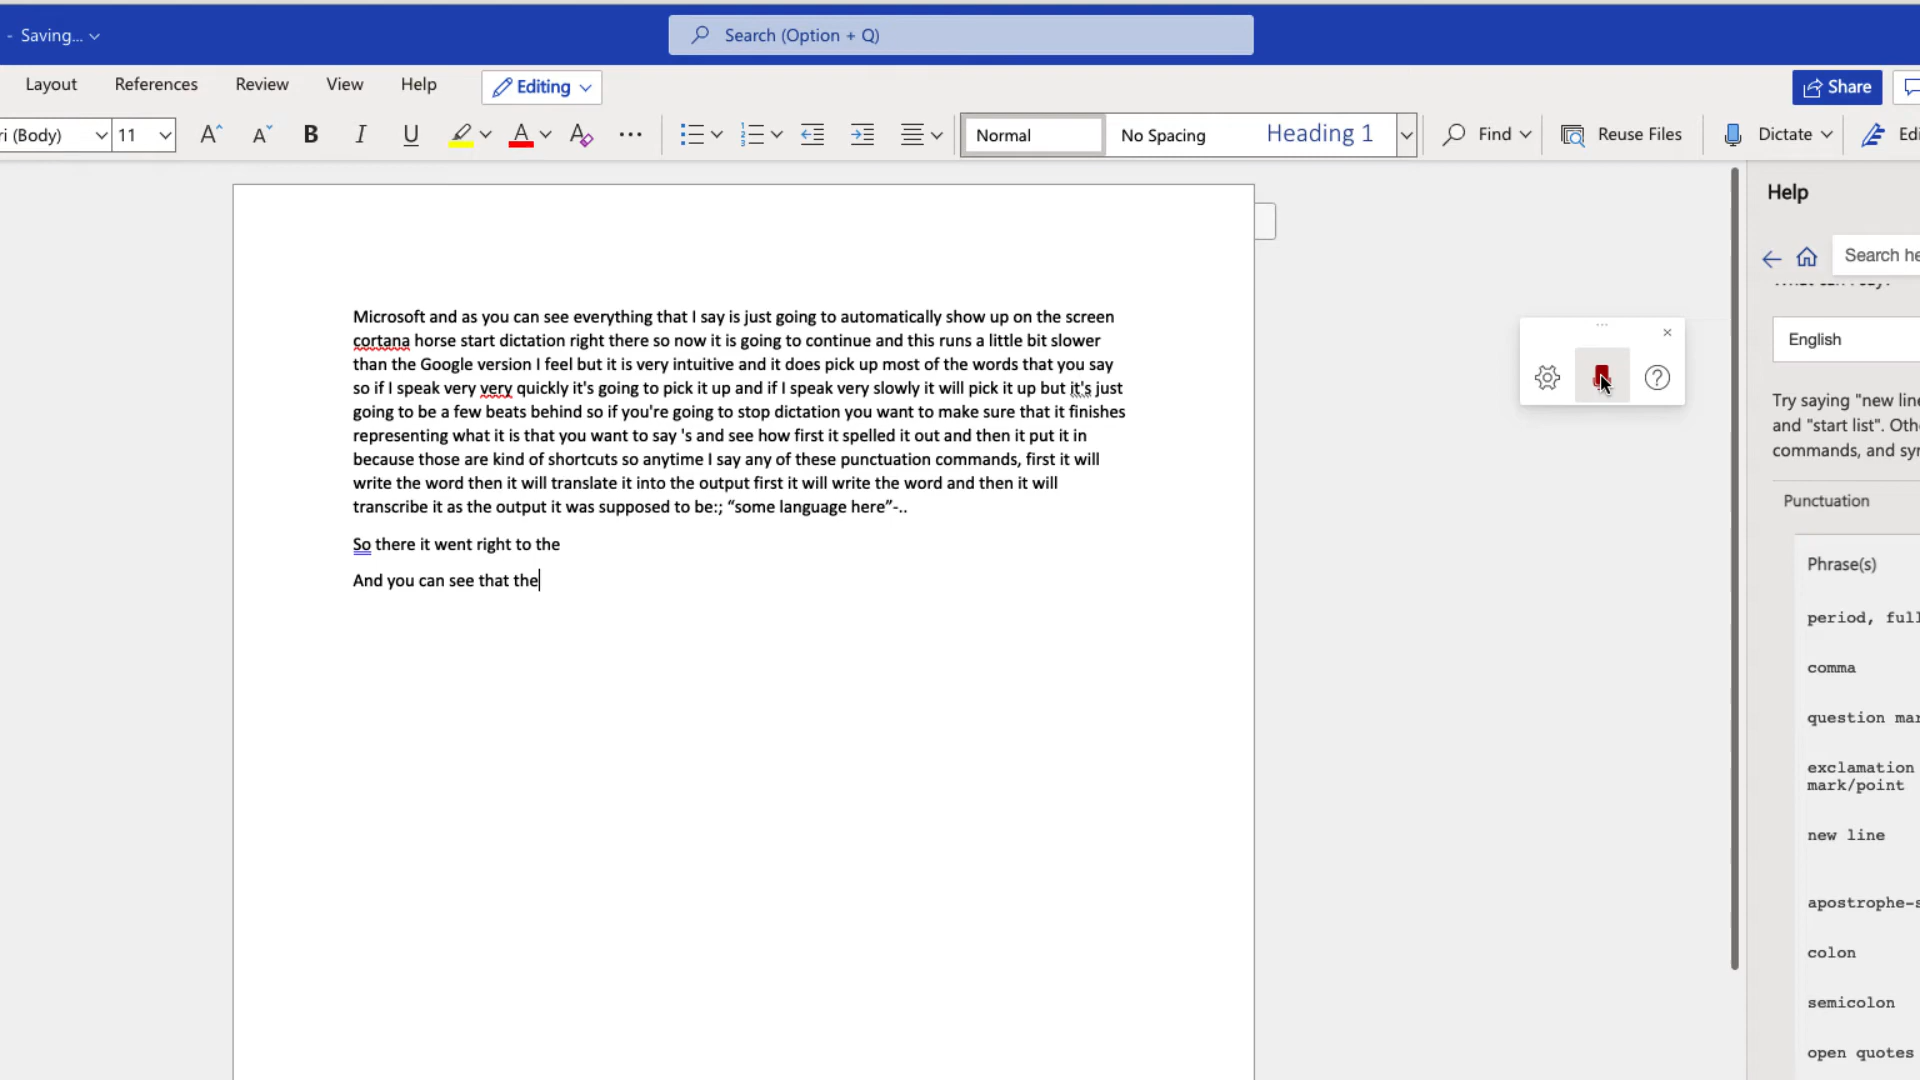 - Saving...
Search (Option + Q)
Layout References Review View Help Editing
Share
(Body) 11 A A B I U A A ... Normal No Spacing Heading 1 Find Reuse Files Dictate
Help
Search
Microsoft and as you can see everything that I say is just going to automatically show up on the screen
cortana horse start dictation right there so now it is going to continue and this runs a little bit slower
than the Google version I feel but it is very intuitive and it does pick up most of the words that you say
so if I speak very very quickly it's going to pick it up and if I speak very slowly it will pick it up but it's just
going to be a few beats behind so if you're going to stop dictation you want to make sure that it finishes
representing what it is that you want to say 's and see how first it spelled it out and then it put it in
because those are kind of shortcuts so anytime I say any of these punctuation commands, first it will
write the word then it will translate it into the output first it will write the word and then it will
transcribe it as the output it was supposed to be:; “some language here”-..
So there it went right to the
And you can see that the
English
Try saying "new line
and "start list". Oth
commands, and sy
Punctuation
Phrase(s)
period, full
comma
question mar
exclamation
mark/point
new line
apostrophe-s
colon
semicolon
open quotes